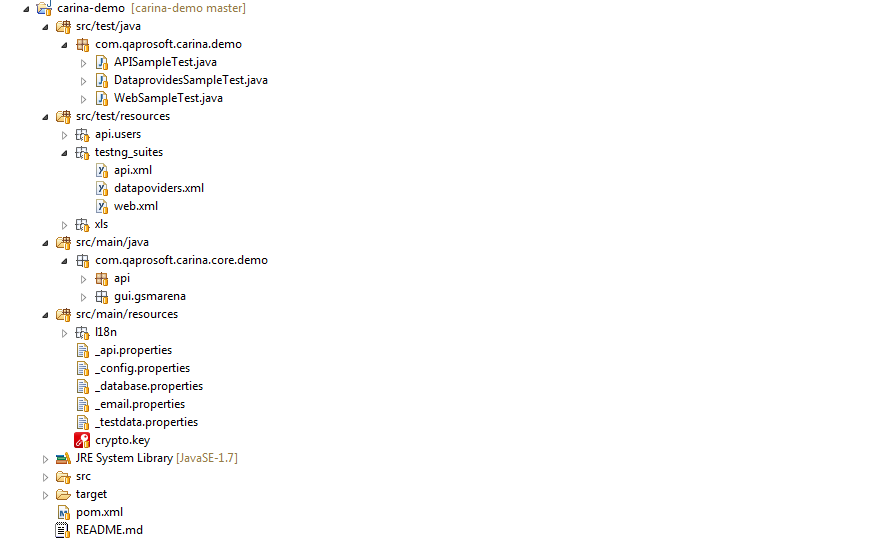 carina-demo [carina-demo master]
src/test/java
com.qaprosoft.carina.demo
APISampleTest.java
DataprovidesSampleTest.java
WebSampleTest.java
src/test/resources
api.users
testng_suites
api.xml
datapoviders.xml
web.xml
xls
src/main/java
com.qaprosoft.carina.core.demo
api
gui.gsmarena
src/main/resources
l18n
_api.properties
_config.properties
_database.properties
_email.properties
_testdata.properties
crypto.key
JRE System Library [JavaSE-1.7]
src
target
pom.xml
README.md